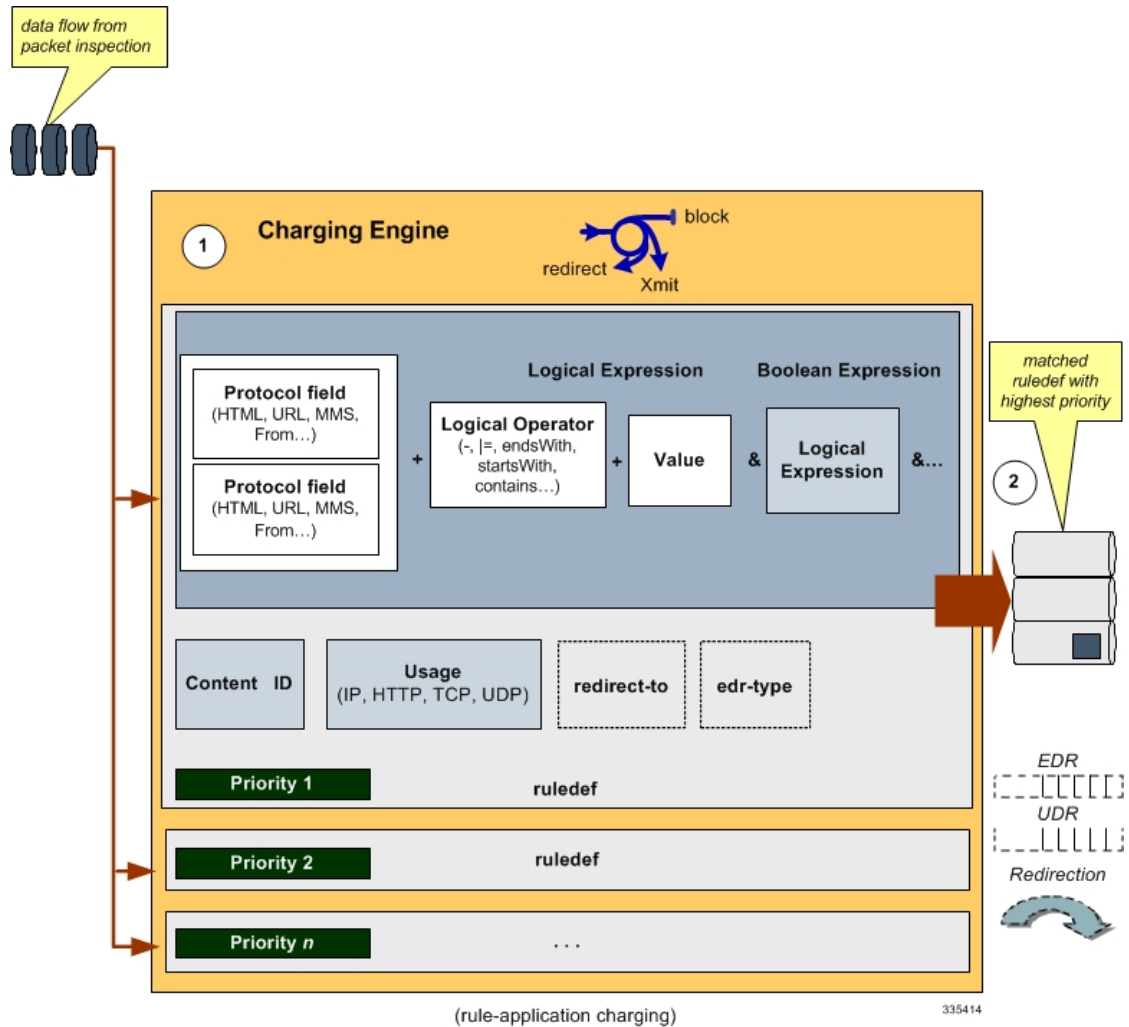 data flow from
packet inspection
1
Charging Engine
block
redirect
Xmit
Logical Expression
Boolean Expression
Protocol field
(HTML, URL, MMS,
From...)
Protocol field
(HTML, URL, MMS,
From...)
+
Logical Operator
(-, |=, endsWith,
startsWith,
contains...)
+
Value
&
Logical
Expression
&...
matched
ruledef with
highest priority
2
Content ID
Usage
(IP, HTTP, TCP, UDP)
redirect-to
edr-type
Priority 1
ruledef
Priority 2
ruledef
Priority n
. . .
EDR
UDR
Redirection
(rule-application charging)
335414